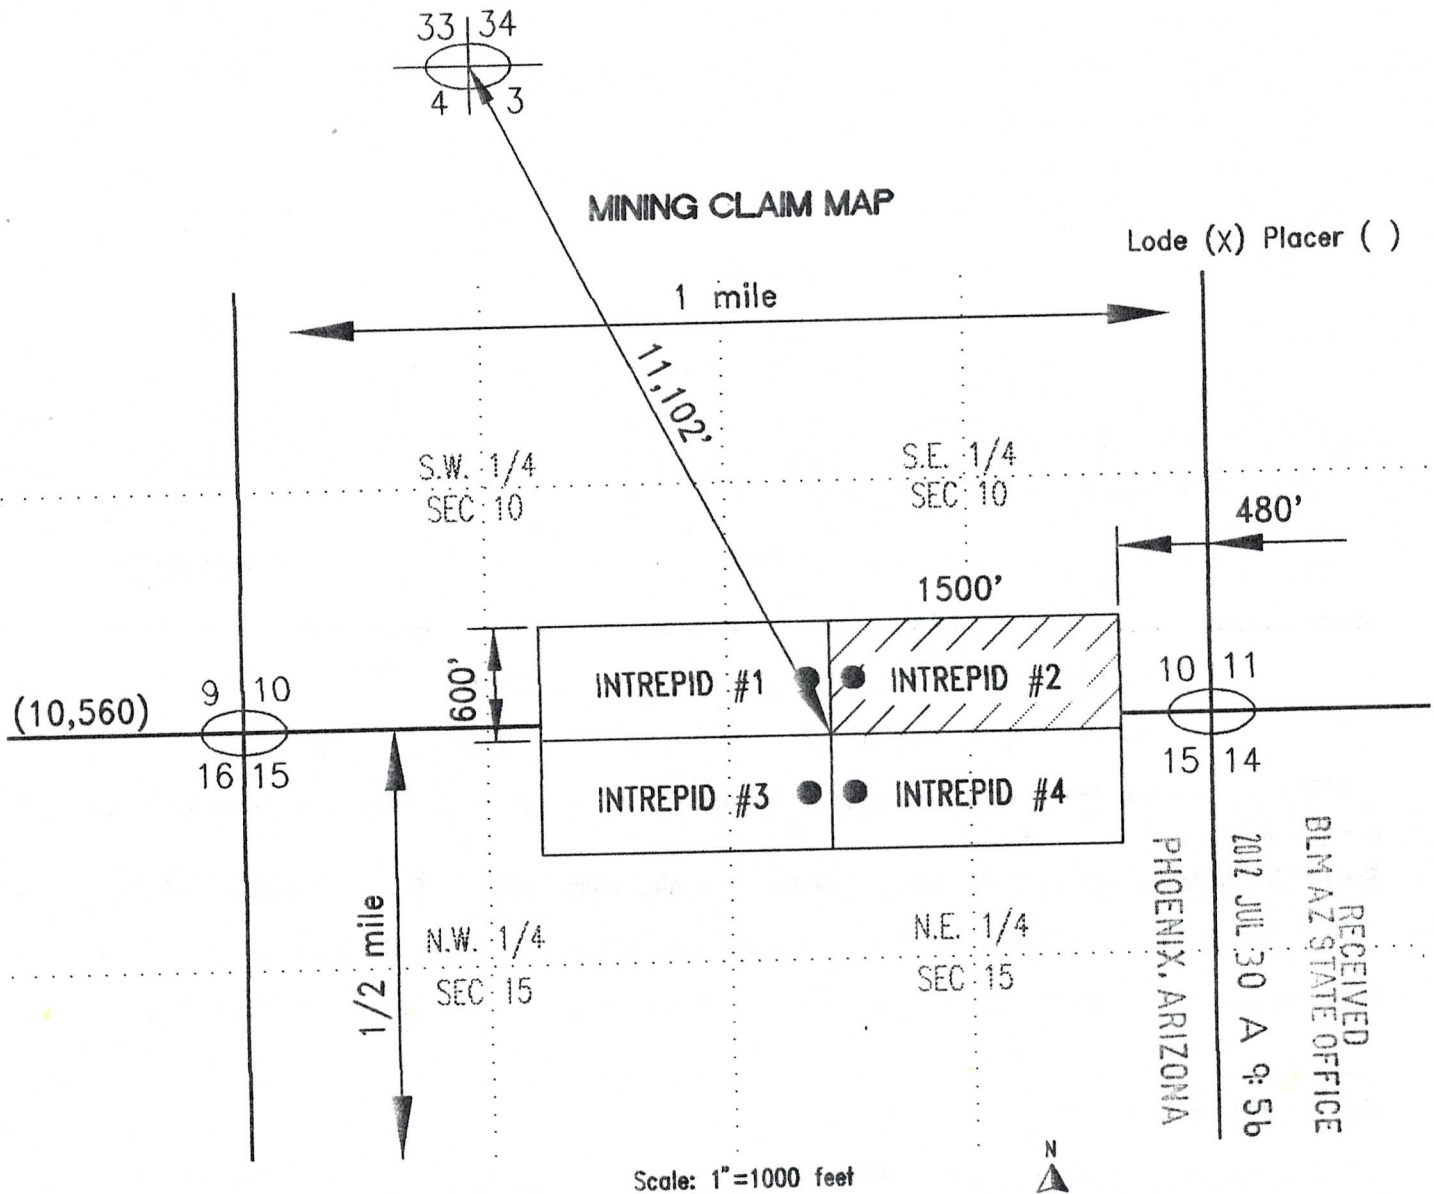 33 34
4 3
MINING CLAIM MAP
Lode (X) Placer ( )
1 mile
11,102'
S.W. 1/4
SEC 10
S.E. 1/4
SEC 10
480'
1500'
600'
INTREPID #1
INTREPID #2
9 10
(10,560)
16 15
10 11
15 14
INTREPID #3
INTREPID #4
1/2 mile
N.W. 1/4
SEC 15
N.E. 1/4
SEC 15
RECEIVED
BLM AZ STATE OFFICE
2012 JUL 30 A 9:56
PHOENIX, ARIZONA
N
Scale: 1"=1000 feet